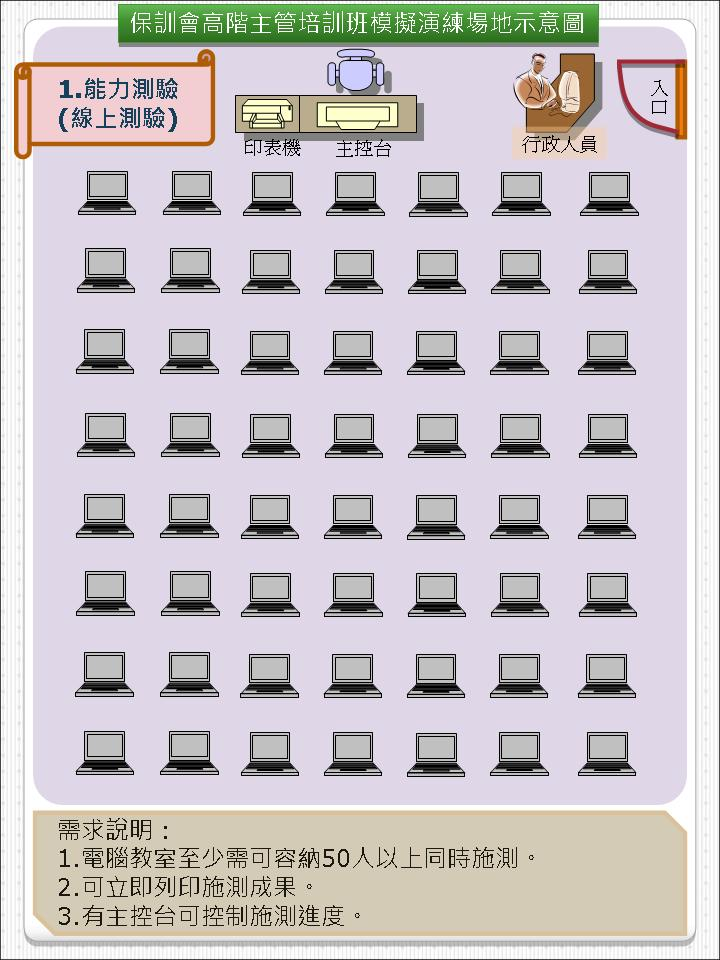 保訓會高階主管培訓班模擬演練場地示意圖
1.能力測驗
(線上測驗)
印表機
主控台
行政人員
入口
需求說明：
1.電腦教室至少需可容納50人以上同時施測。
2.可立即列印施測成果。
3.有主控台可控制施測進度。